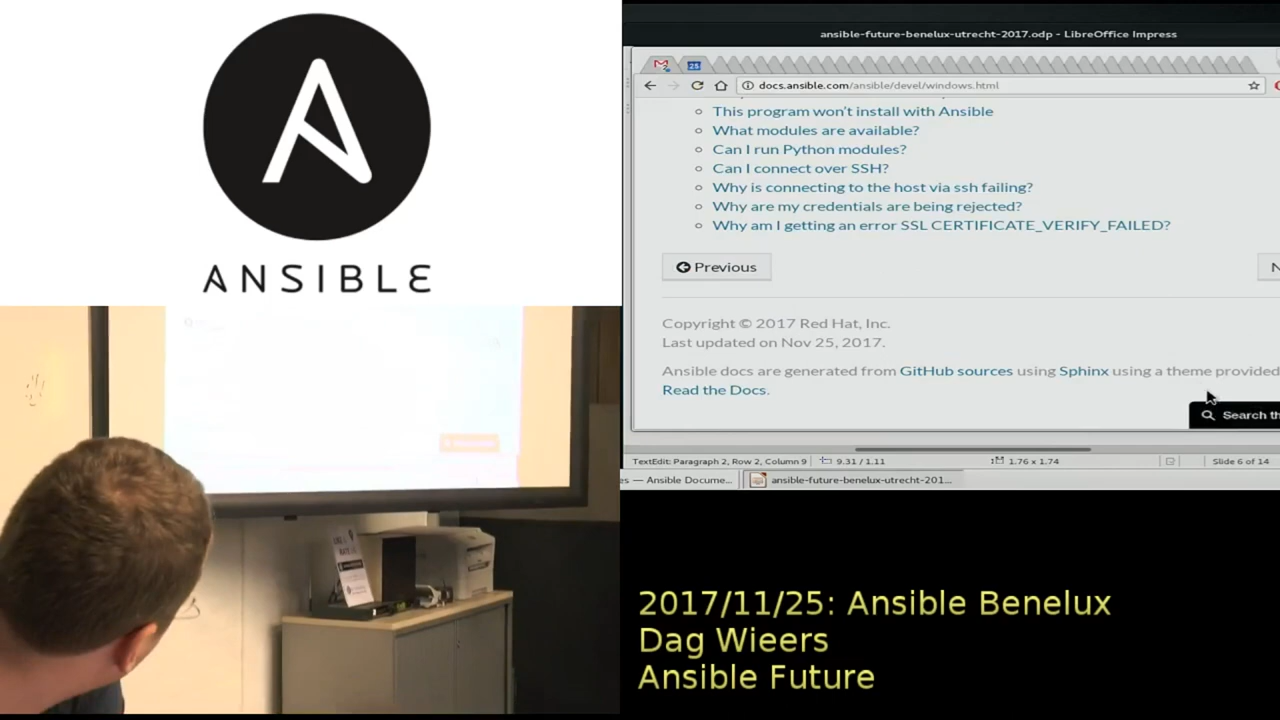 ANSIBLE
ansible-future-benelux-utrecht-2017.odp - LibreOffice Impress
25
docs.ansible.com/ansible/devel/windows.html
This program won't install with Ansible
What modules are available?
Can I run Python modules?
Can I connect over SSH?
Why is connecting to the host via ssh failing?
Why are my credentials are being rejected?
Why am I getting an error SSL CERTIFICATE_VERIFY_FAILED?
Previous
N
Copyright © 2017 Red Hat, Inc.
Last updated on Nov 25, 2017.
Ansible docs are generated from GitHub sources using Sphinx using a theme provided
Read the Docs.
Search th
TextEdit: Paragraph 2, Row 2, Column 9
9.31 / 1.11
1.76 x 1.74
Slide 6 of 14
es — Ansible Docume...
ansible-future-benelux-utrecht-201...
2017/11/25: Ansible Benelux
Dag Wieers
Ansible Future